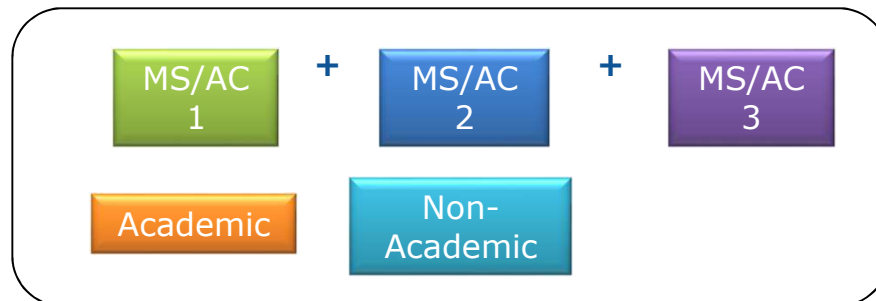 MS/AC + MS/AC + MS/AC
1 2 3
Academic
Non-
Academic